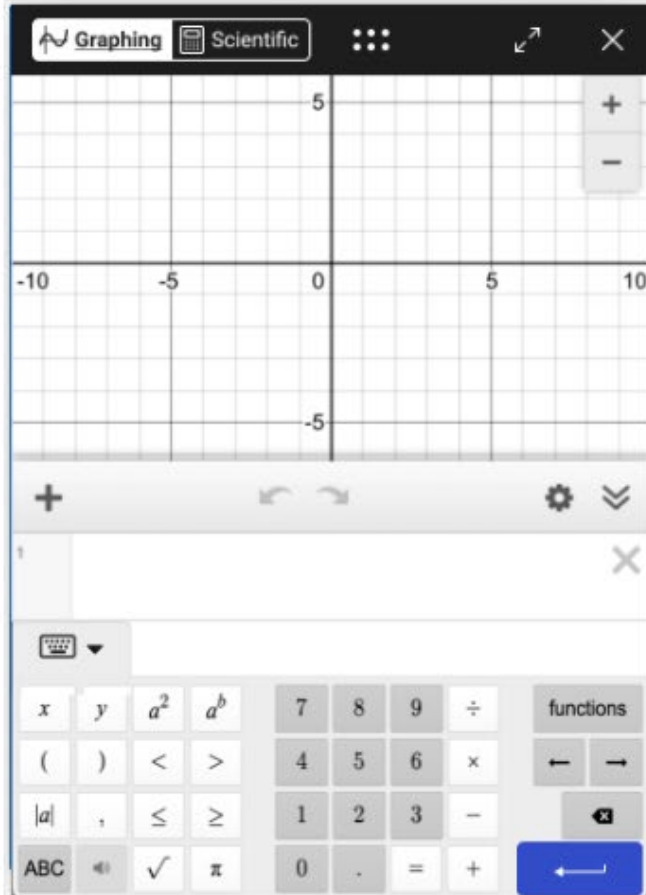 Graphing Scientific
5
-10 -5 0 5 10
-5
1
x y a² aᵇ 7 8 9 ÷ functions
( ) < > 4 5 6 × ← →
|a| , ≤ ≥ 1 2 3 −
ABC √ π 0 . = +